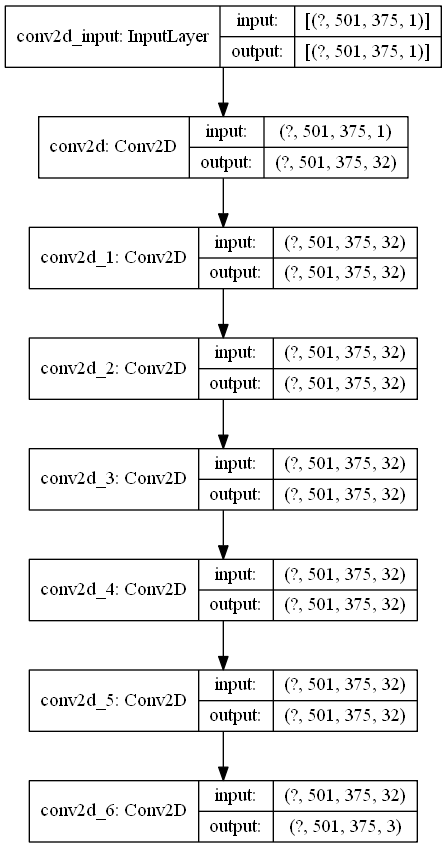 conv2d_input: InputLayer input: [(?, 501, 375, 1)]
output: [(?, 501, 375, 1)]
conv2d: Conv2D input: (?, 501, 375, 1)
output: (?, 501, 375, 32)
conv2d_1: Conv2D input: (?, 501, 375, 32)
output: (?, 501, 375, 32)
conv2d_2: Conv2D input: (?, 501, 375, 32)
output: (?, 501, 375, 32)
conv2d_3: Conv2D input: (?, 501, 375, 32)
output: (?, 501, 375, 32)
conv2d_4: Conv2D input: (?, 501, 375, 32)
output: (?, 501, 375, 32)
conv2d_5: Conv2D input: (?, 501, 375, 32)
output: (?, 501, 375, 32)
conv2d_6: Conv2D input: (?, 501, 375, 32)
output: (?, 501, 375, 3)